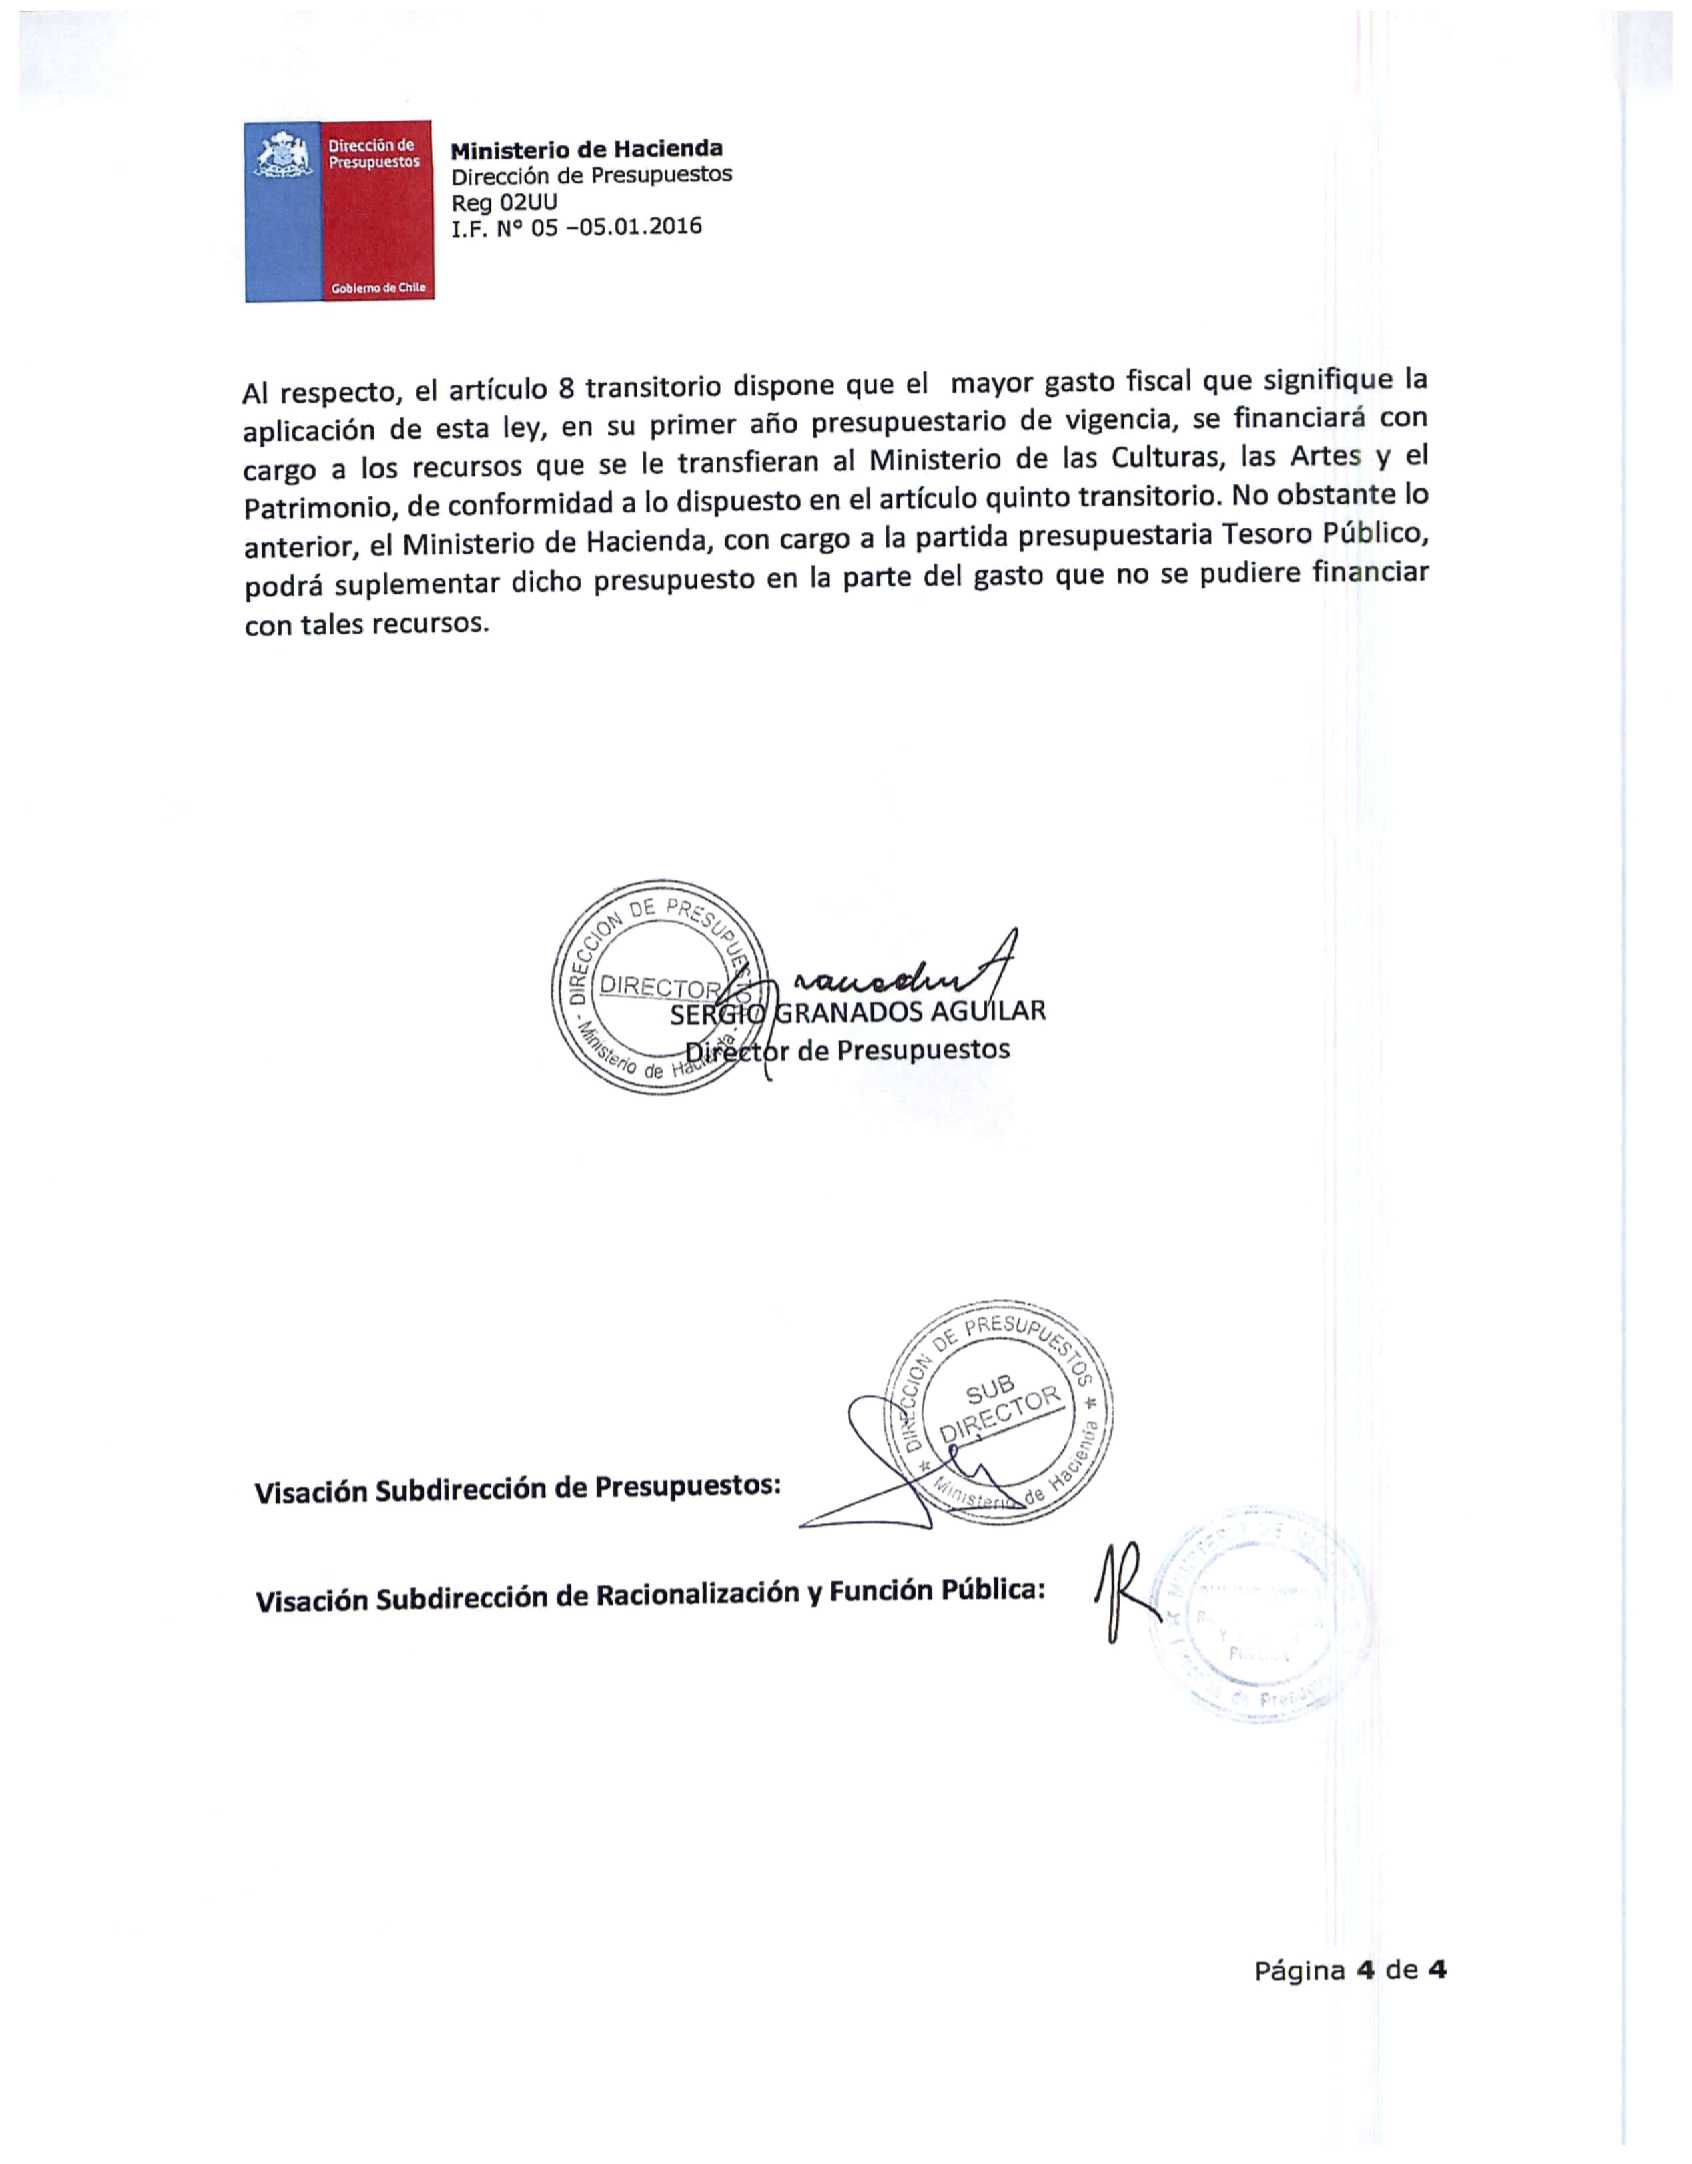 Dirección de
Presupuestos
Gobierno de Chile
Ministerio de Hacienda
Dirección de Presupuestos
Reg 02UU
I.F. Nº 05 –05.01.2016
Al respecto, el artículo 8 transitorio dispone que el mayor gasto fiscal que signifique la
aplicación de esta ley, en su primer año presupuestario de vigencia, se financiará con
cargo a los recursos que se le transfieran al Ministerio de las Culturas, las Artes y el
Patrimonio, de conformidad a lo dispuesto en el artículo quinto transitorio. No obstante lo
anterior, el Ministerio de Hacienda, con cargo a la partida presupuestaria Tesoro Público,
podrá suplementar dicho presupuesto en la parte del gasto que no se pudiere financiar
con tales recursos.
- DIRECCION DE PRESUPUESTOS -
DIRECTOR
Ministerio de Hacienda
SERGIO GRANADOS AGUILAR
Director de Presupuestos
* DIRECCION DE PRESUPUESTOS *
SUB
DIRECTOR
Ministerio de Hacienda
Visación Subdirección de Presupuestos:
Visación Subdirección de Racionalización y Función Pública:
Página 4 de 4